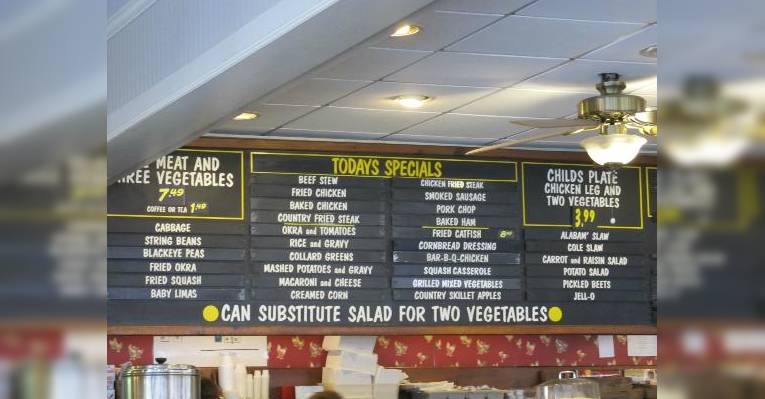 MEAT AND
THREE VEGETABLES
7.49
COFFEE OR TEA 1.49
CABBAGE
STRING BEANS
BLACKEYE PEAS
FRIED OKRA
FRIED SQUASH
BABY LIMAS
TODAYS SPECIALS
BEEF STEW
FRIED CHICKEN
BAKED CHICKEN
COUNTRY FRIED STEAK
OKRA and TOMATOES
RICE and GRAVY
COLLARD GREENS
MASHED POTATOES and GRAVY
MACARONI and CHEESE
CREAMED CORN
CHICKEN FRIED STEAK
SMOKED SAUSAGE
PORK CHOP
BAKED HAM
FRIED CATFISH
CORNBREAD DRESSING
BAR-B-Q-CHICKEN
SQUASH CASSEROLE
GRILLED MIXED VEGETABLES
COUNTRY SKILLET APPLES
CHILDS PLATE
CHICKEN LEG AND
TWO VEGETABLES
3.99
ALABAM' SLAW
COLE SLAW
CARROT and RAISIN SALAD
POTATO SALAD
PICKLED BEETS
JELL-O
CAN SUBSTITUTE SALAD FOR TWO VEGETABLES